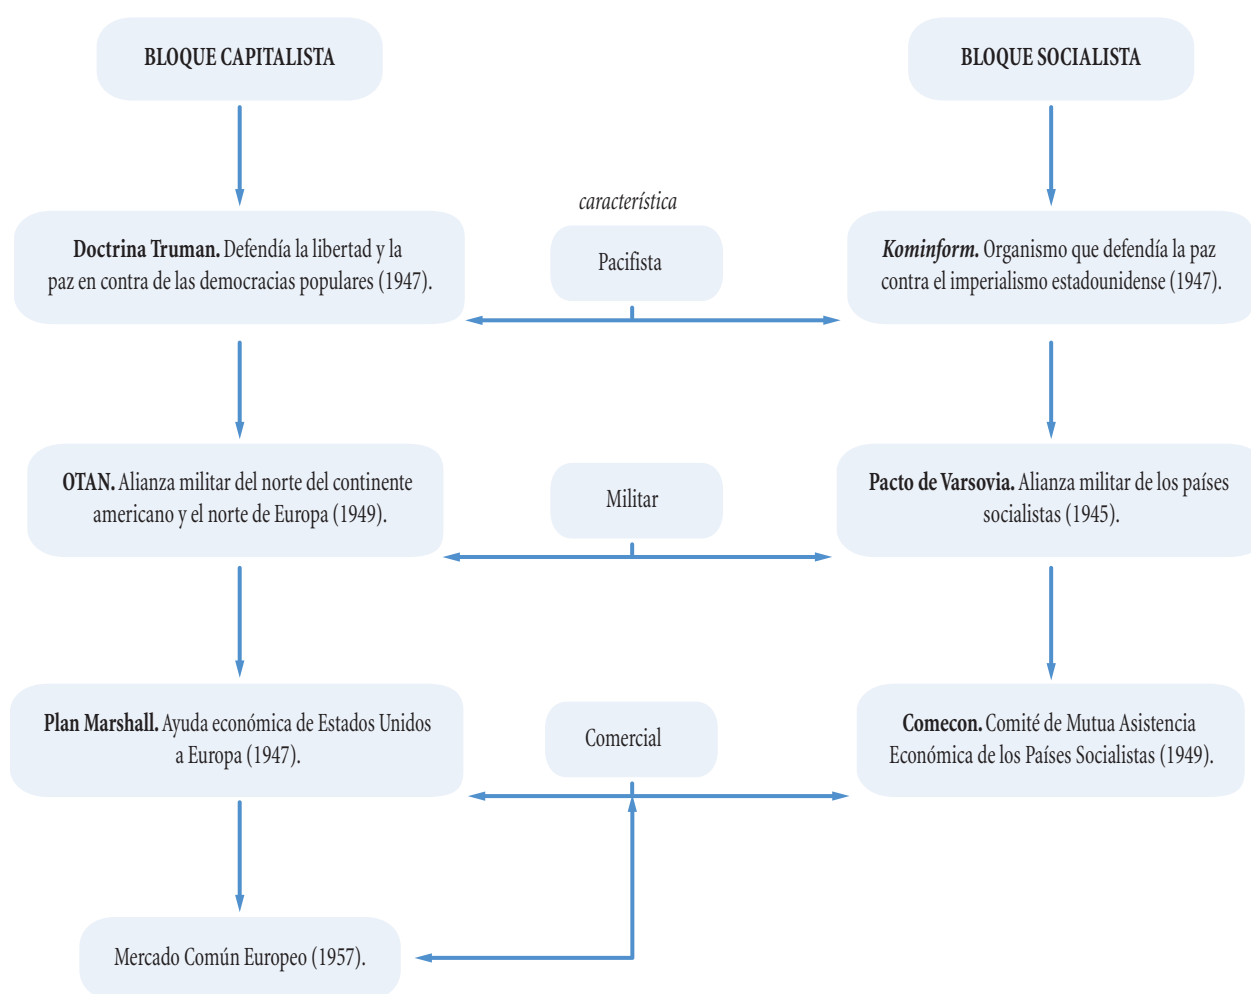 BLOQUE CAPITALISTA
BLOQUE SOCIALISTA
característica
Doctrina Truman. Defendía la libertad y la
paz en contra de las democracias populares (1947).
Pacifista
Kominform. Organismo que defendía la paz
contra el imperialismo estadounidense (1947).
OTAN. Alianza militar del norte del continente
americano y el norte de Europa (1949).
Militar
Pacto de Varsovia. Alianza militar de los países
socialistas (1945).
Plan Marshall. Ayuda económica de Estados Unidos
a Europa (1947).
Comercial
Comecon. Comité de Mutua Asistencia
Económica de los Países Socialistas (1949).
Mercado Común Europeo (1957).